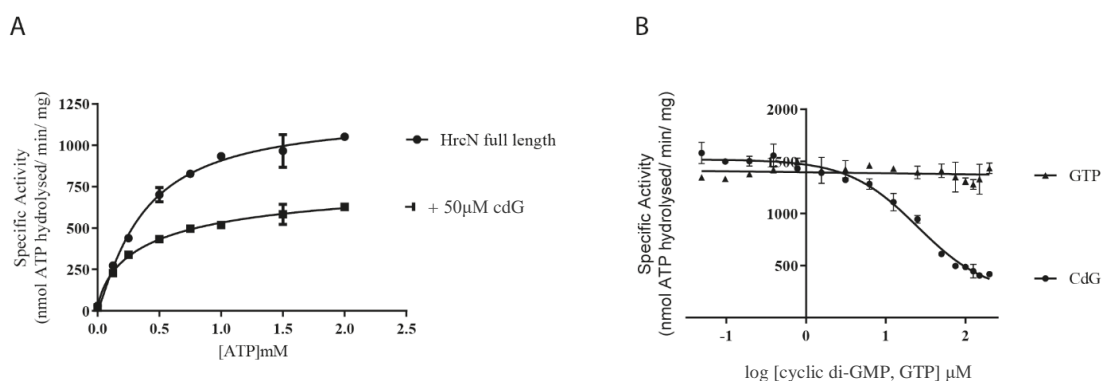 A
B
Specific Activity
(nmol ATP hydrolysed/ min/ mg)
1250
1000
750
500
250
0
0.0
0.5
1.0
1.5
2.0
2.5
[ATP]mM
HrcN full length
+ 50µM cdG
Specific Activity
(nmol ATP hydrolysed/ min/ mg)
2000
1500
1000
500
-1
0
1
2
log [cyclic di-GMP, GTP] µM
GTP
CdG